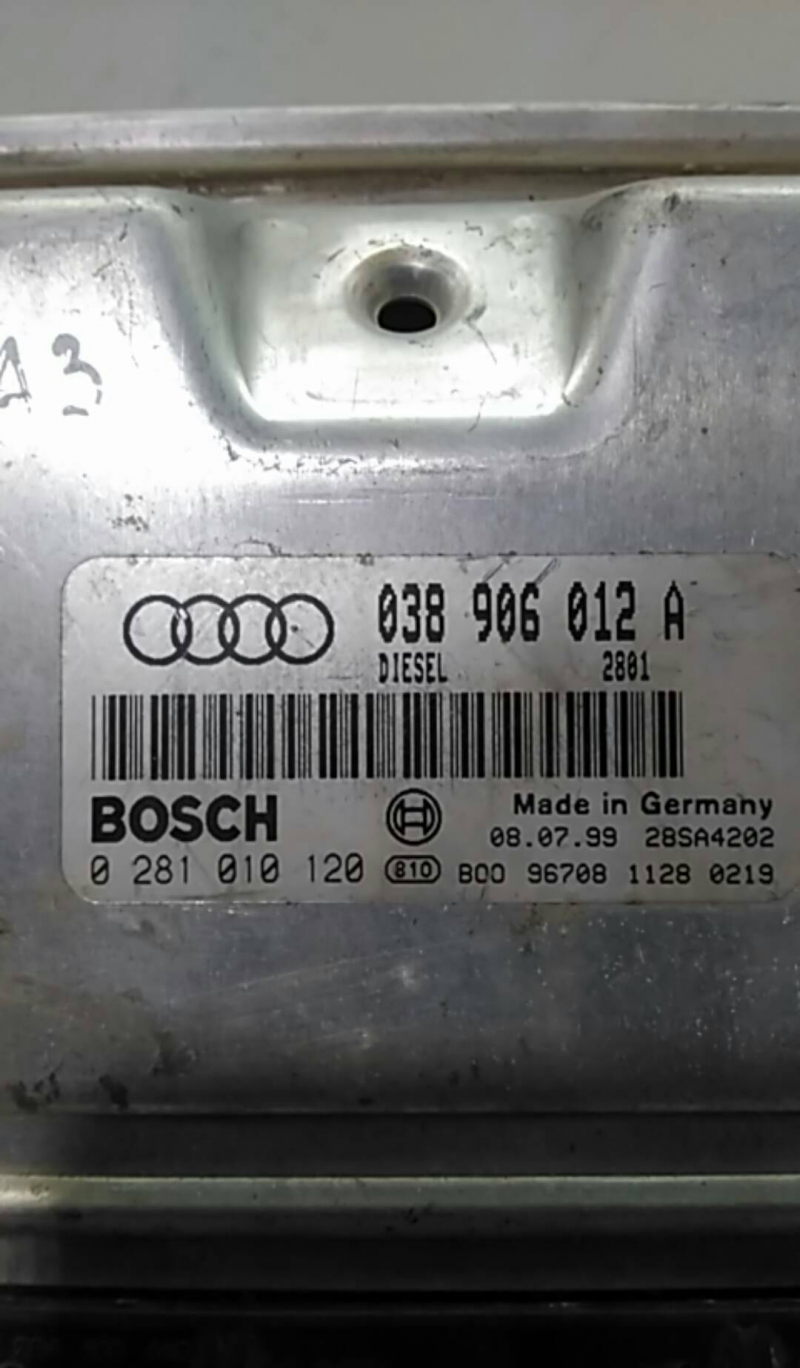 A3
038 906 012 A
DIESEL 2801
BOSCH
Made in Germany
08.07.99 28SA4202
0 281 010 120 810 B00 96708 1128 0219